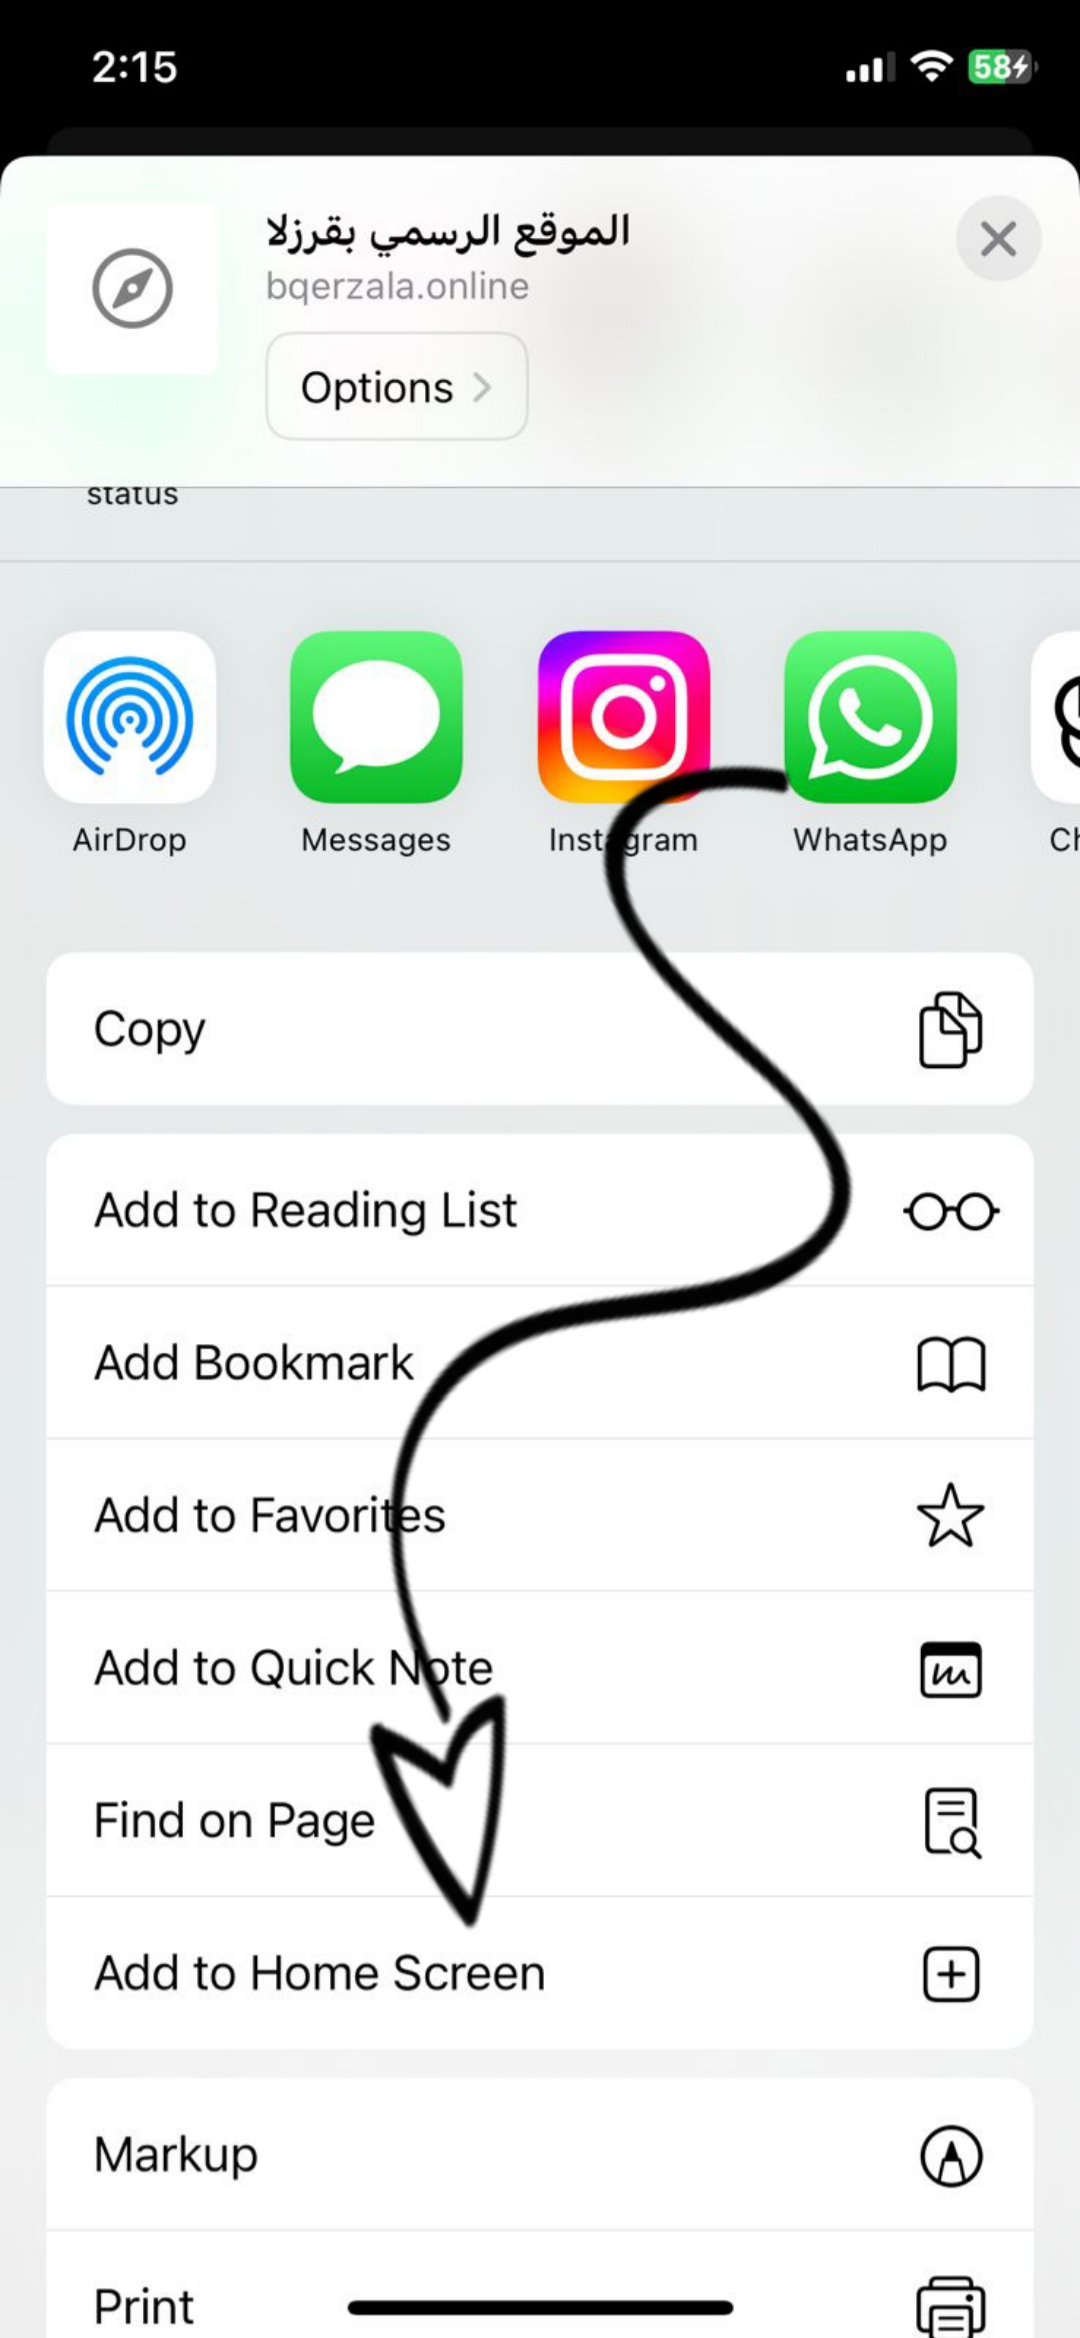 2:15
58
الموقع الرسمي بقرزلا
bqerzala.online
Options
status
AirDrop
Messages
Instagram
WhatsApp
Copy
Add to Reading List
Add Bookmark
Add to Favorites
Add to Quick Note
Find on Page
Add to Home Screen
Markup
Print